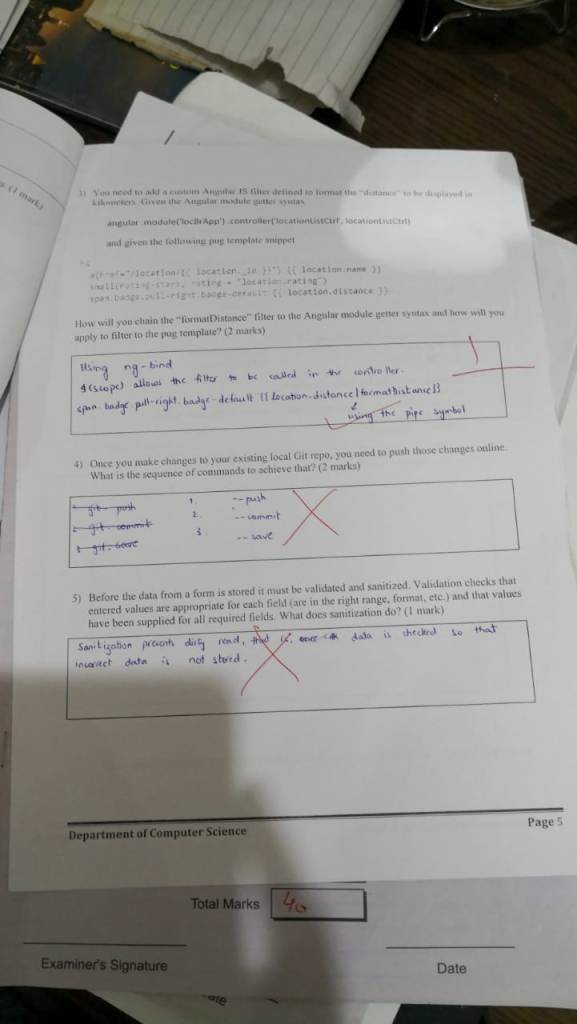 s. (1 mark)
3) You need to add a custom Angular JS filter defined to format the "distance" to be displayed in
kilometers. Given the Angular module getter syntax
angular .module('loc8rApp') .controller('locationListCtrl', locationListCtrl)
and given the following pug template snippet
h4
a(href="/location/{{ location._id }}") {{ location.name }}
small(rating-stars, rating = "location.rating")
span.badge.pull-right.badge-default {{ location.distance }}
How will you chain the "formatDistance" filter to the Angular module getter syntax and how will you
apply to filter to the pug template? (2 marks)
1
Using ng-bind
$(scope) allows the filter to be called in the controller.
span.badge.pull-right.badge-default {{location.distance|formatDistance}}
using the pipe symbol
4) Once you make changes to your existing local Git repo, you need to push those changes online.
What is the sequence of commands to achieve that? (2 marks)
1 git- push
2 git- commit
3 git- save
1. --push
2. --commit
3. -- save
5) Before the data from a form is stored it must be validated and sanitized. Validation checks that
entered values are appropriate for each field (are in the right range, format, etc.) and that values
have been supplied for all required fields. What does sanitization do? (1 mark)
Sanitization prevents dirty read, that is, data is checked so that
incorrect data is not stored.
Department of Computer Science
Page 5
Total Marks
40
Examiner's Signature
Date